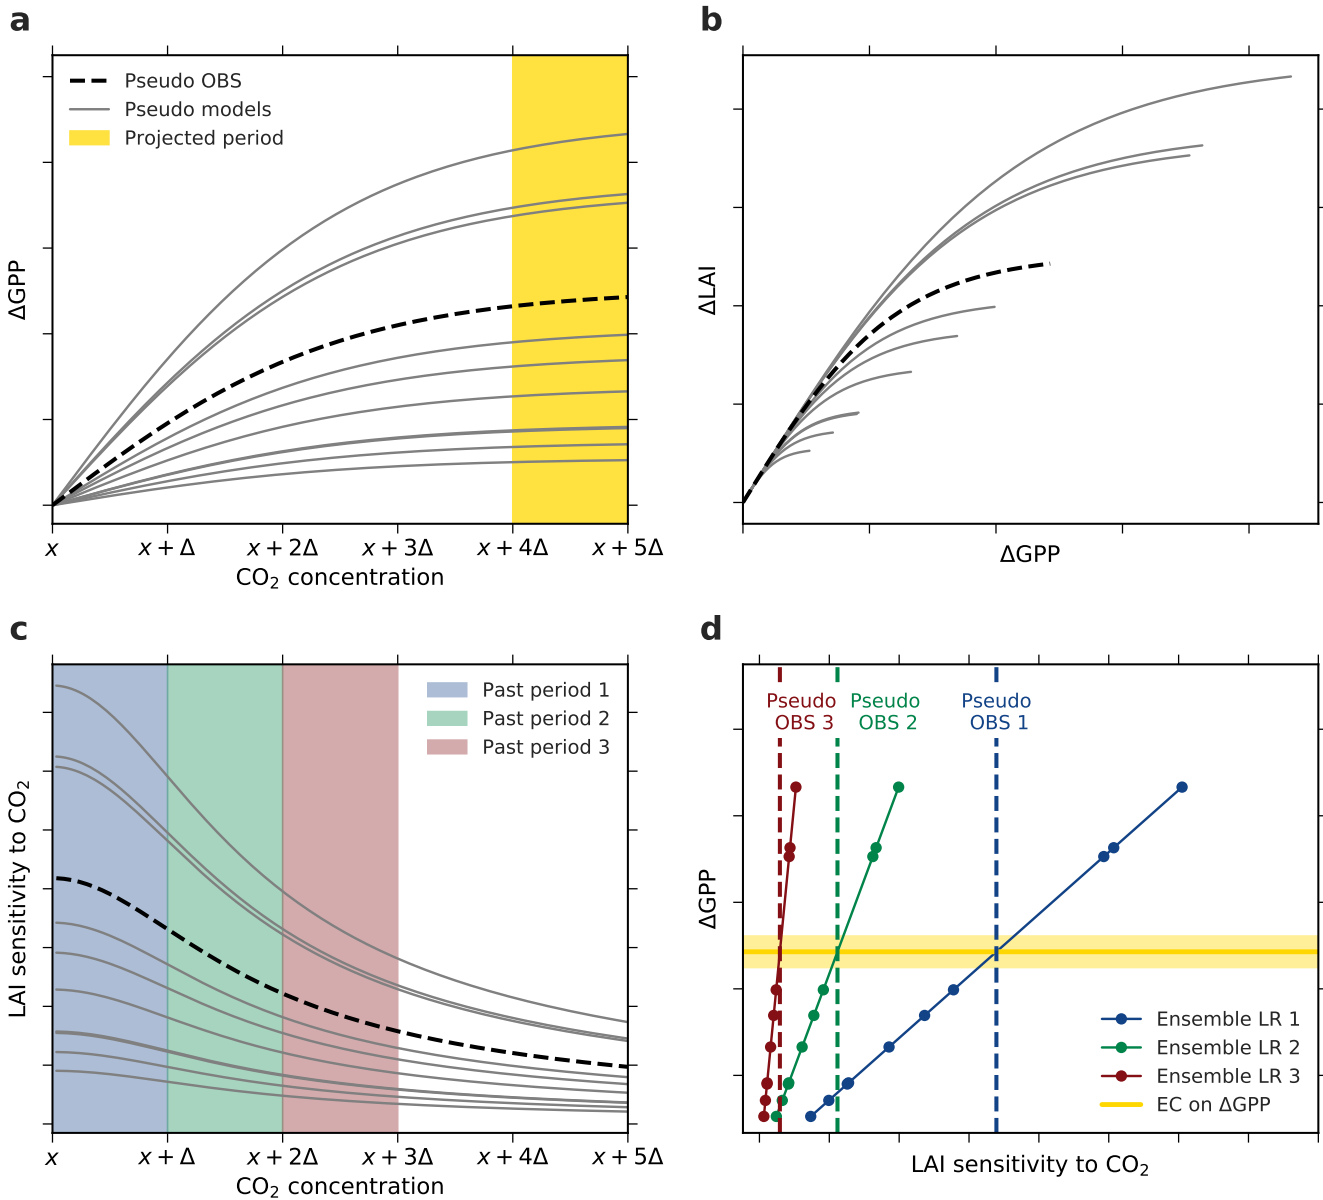 a
Pseudo OBS
Pseudo models
Projected period
ΔGPP
x
x + Δ
x + 2Δ
x + 3Δ
x + 4Δ
x + 5Δ
CO2 concentration
b
ΔLAI
ΔGPP
c
Past period 1
Past period 2
Past period 3
LAI sensitivity to CO2
x
x + Δ
x + 2Δ
x + 3Δ
x + 4Δ
x + 5Δ
CO2 concentration
d
Pseudo
OBS 3
Pseudo
OBS 2
Pseudo
OBS 1
ΔGPP
Ensemble LR 1
Ensemble LR 2
Ensemble LR 3
EC on ΔGPP
LAI sensitivity to CO2